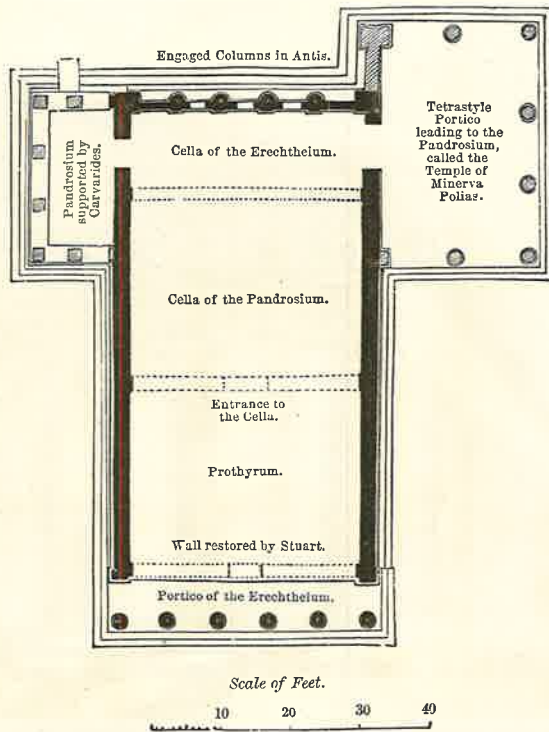 Engaged Columns in Antis.
Tetrastyle
Portico
leading to the
Pandrosium,
called the
Temple of
Minerva
Polias.
Cella of the Erechtheium.
Pandrosium
supported by
Carvarides.
Cella of the Pandrosium.
Entrance to
the Cella.
Prothyrum.
Wall restored by Stuart.
Portico of the Erechtheium.
Scale of Feet.
10 20 30 40